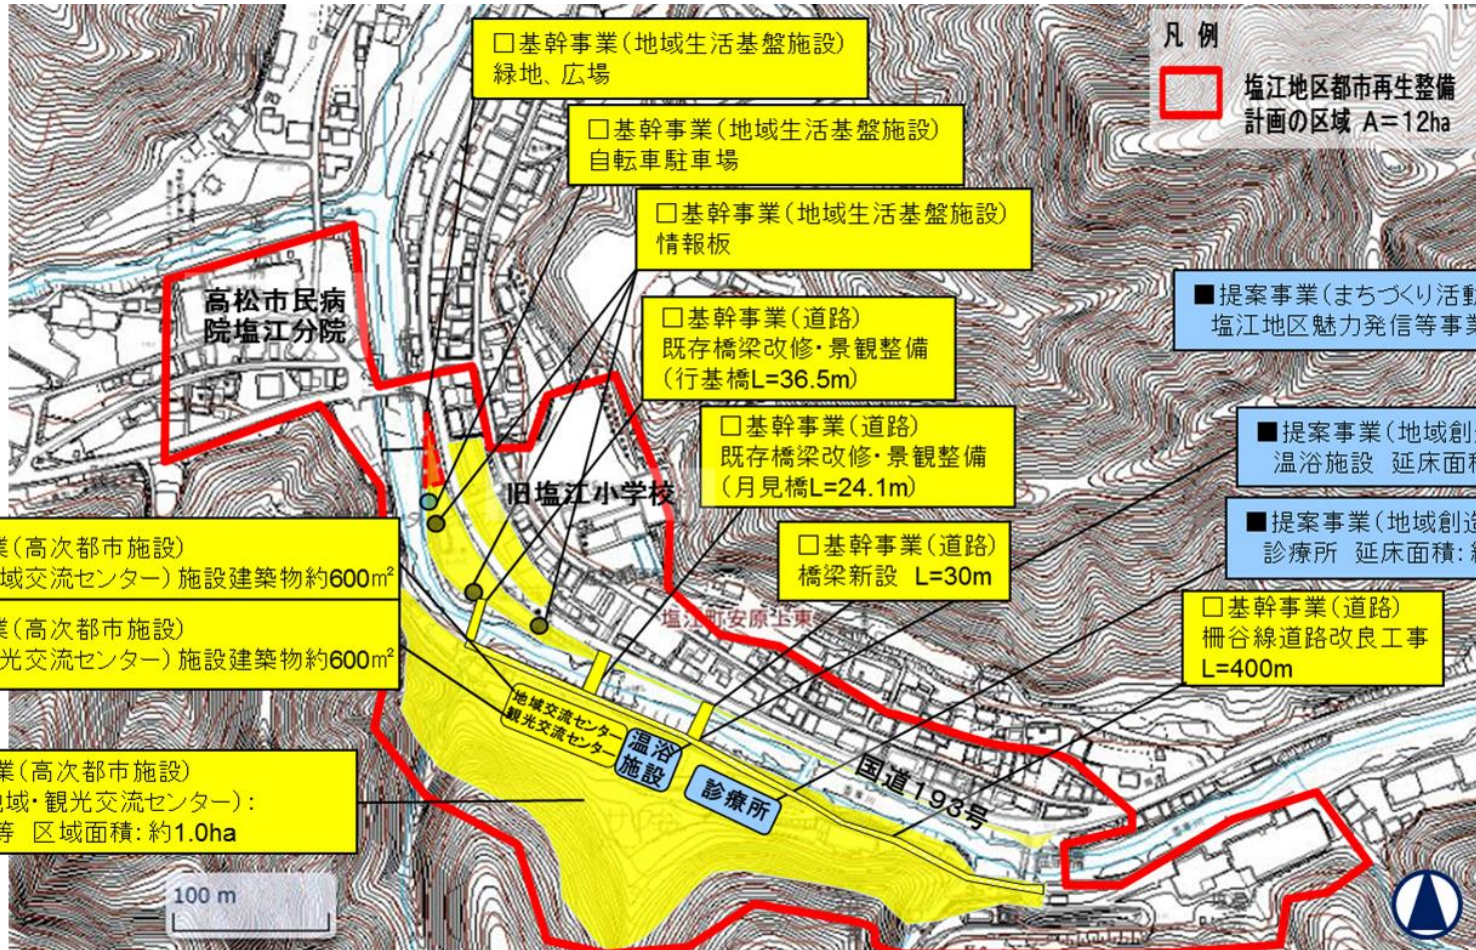 □基幹事業(地域生活基盤施設)
緑地、広場
凡 例
塩江地区都市再生整備
計画の区域 A=12ha
□基幹事業(地域生活基盤施設)
自転車駐車場
□基幹事業(地域生活基盤施設)
情報板
高松市民病
院塩江分院
■提案事業(まちづくり活動
塩江地区魅力発信等事業
□基幹事業(道路)
既存橋梁改修・景観整備
(行基橋L=36.5m)
□基幹事業(道路)
既存橋梁改修・景観整備
(月見橋L=24.1m)
■提案事業(地域創
温浴施設 延床面積
旧塩江小学校
■提案事業(地域創造
診療所 延床面積:
業(高次都市施設)
域交流センター)施設建築物約600㎡
□基幹事業(道路)
橋梁新設 L=30m
業(高次都市施設)
光交流センター)施設建築物約600㎡
塩江町安原上東
□基幹事業(道路)
柵谷線道路改良工事
L=400m
地域交流センター
観光交流センター
温浴
施設
診療所
国道193号
業(高次都市施設)
地域・観光交流センター):
等 区域面積:約1.0ha
100 m